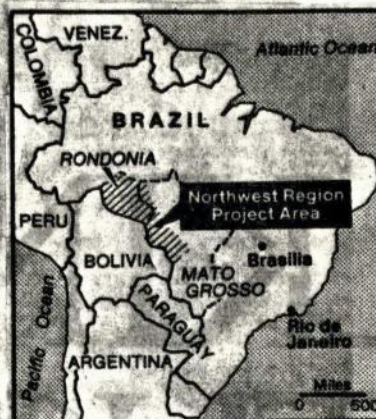 VENEZ.
COLOMBIA
Atlantic Ocean
BRAZIL
RONDONIA
Northwest Region
Project Area
PERU
BOLIVIA
Brasilia
MATO
GROSSO
PARAGUAY
Rio de
Janeiro
Pacific Ocean
ARGENTINA
Miles
0 500